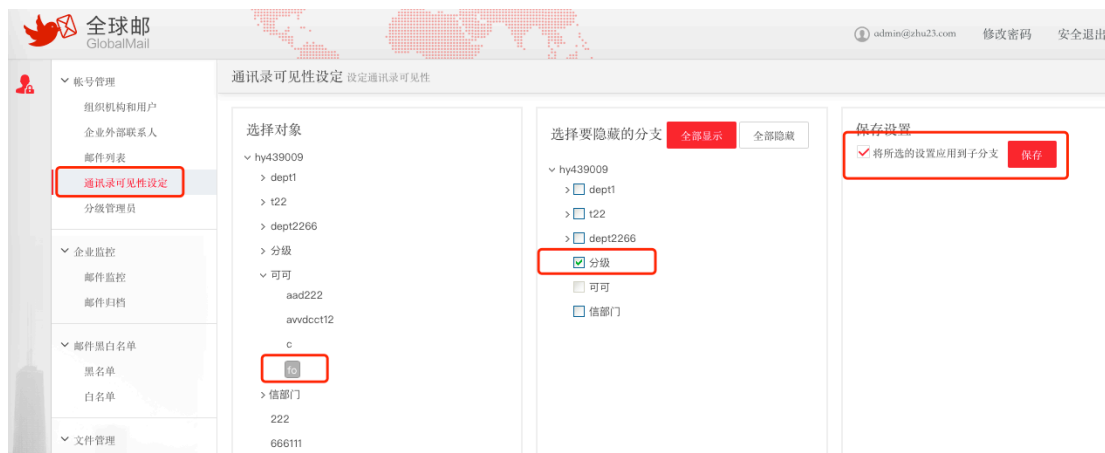 全球邮
GlobalMail
admin@zhu23.com 修改密码 安全退出
帐号管理
组织机构和用户
企业外部联系人
邮件列表
通讯录可见性设定
分级管理员
企业监控
邮件监控
邮件归档
邮件黑白名单
黑名单
白名单
文件管理
通讯录可见性设定 设定通讯录可见性
选择对象
hy439009
dept1
t22
dept2266
分级
可可
aad222
avvdcct12
c
fo
信部门
222
666111
选择要隐藏的分支 全部显示 全部隐藏
hy439009
dept1
t22
dept2266
分级
可可
信部门
保存设置
将所选的设置应用到子分支 保存